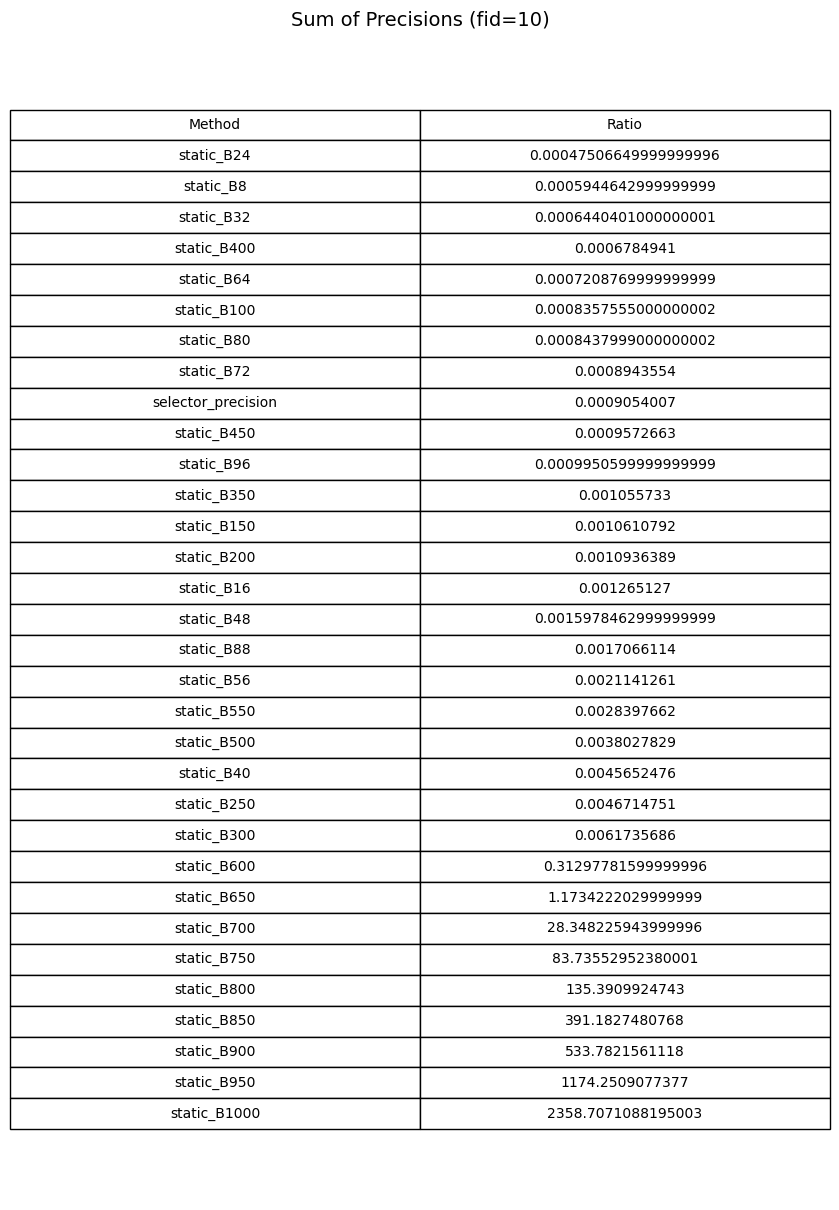 Sum of Precisions (fid=10)
Method Ratio
static_B24 0.00047506649999999996
static_B8 0.0005944642999999999
static_B32 0.0006440401000000001
static_B400 0.0006784941
static_B64 0.0007208769999999999
static_B100 0.0008357555000000002
static_B80 0.0008437999000000002
static_B72 0.0008943554
selector_precision 0.0009054007
static_B450 0.0009572663
static_B96 0.0009950599999999999
static_B350 0.001055733
static_B150 0.0010610792
static_B200 0.0010936389
static_B16 0.001265127
static_B48 0.0015978462999999999
static_B88 0.0017066114
static_B56 0.0021141261
static_B550 0.0028397662
static_B500 0.0038027829
static_B40 0.0045652476
static_B250 0.0046714751
static_B300 0.0061735686
static_B600 0.31297781599999996
static_B650 1.1734222029999999
static_B700 28.348225943999996
static_B750 83.73552952380001
static_B800 135.3909924743
static_B850 391.1827480768
static_B900 533.7821561118
static_B950 1174.2509077377
static_B1000 2358.7071088195003